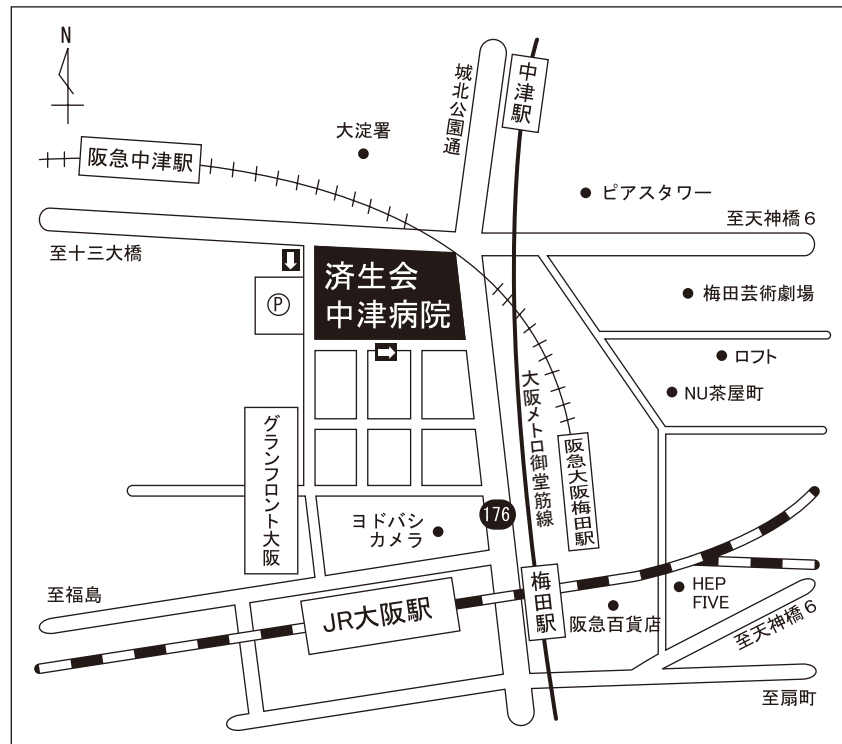 N
城北公園通
中津駅
大淀署
阪急中津駅
ピアスタワー
至天神橋6
至十三大橋
済生会
中津病院
P
梅田芸術劇場
ロフト
NU茶屋町
大阪メトロ御堂筋線
阪急大阪梅田駅
グランフロント大阪
176
ヨドバシ
カメラ
梅田駅
HEP
FIVE
至福島
JR大阪駅
阪急百貨店
至天神橋6
至扇町